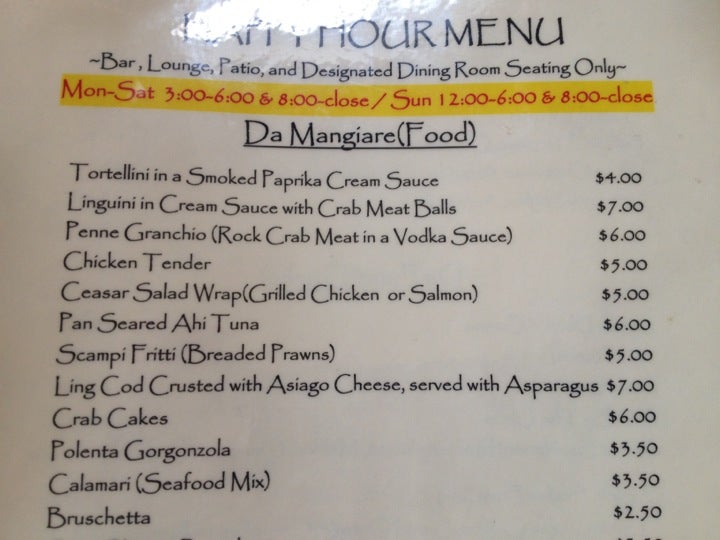 HOUR MENU
~Bar, Lounge, Patio, and Designated Dining Room Seating Only~
Mon-Sat 3:00-6:00 & 8:00-close / Sun 12:00-6:00 & 8:00-close
Da Mangiare(Food)
Tortellini in a Smoked Paprika Cream Sauce $4.00
Linguini in Cream Sauce with Crab Meat Balls $7.00
Penne Granchio (Rock Crab Meat in a Vodka Sauce) $6.00
Chicken Tender $5.00
Ceasar Salad Wrap(Grilled Chicken or Salmon) $5.00
Pan Seared Ahi Tuna $6.00
Scampi Fritti (Breaded Prawns) $5.00
Ling Cod Crusted with Asiago Cheese, served with Asparagus $7.00
Crab Cakes $6.00
Polenta Gorgonzola $3.50
Calamari (Seafood Mix) $3.50
Bruschetta $2.50